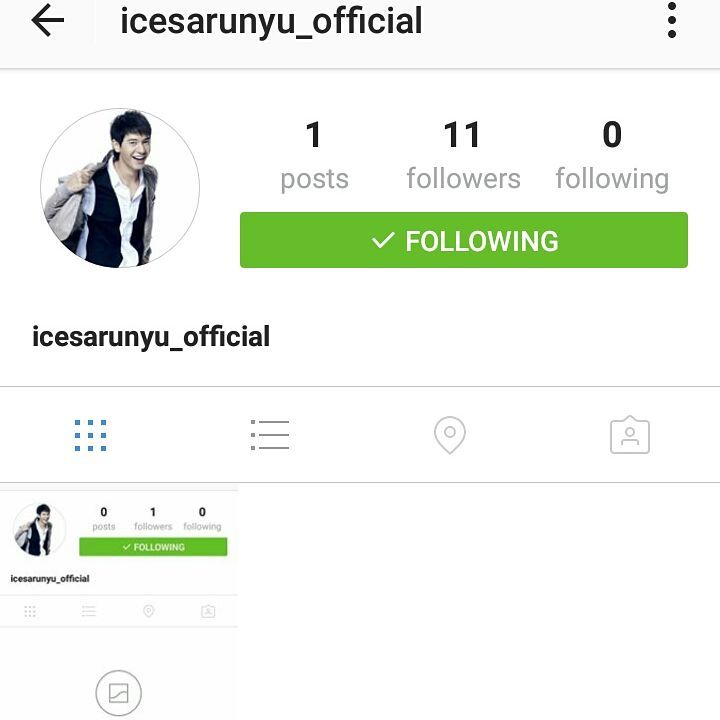 icesarunyu_official
1 11 0
posts followers following
FOLLOWING
icesarunyu_official
0 1 0
posts followers following
FOLLOWING
icesarunyu_official